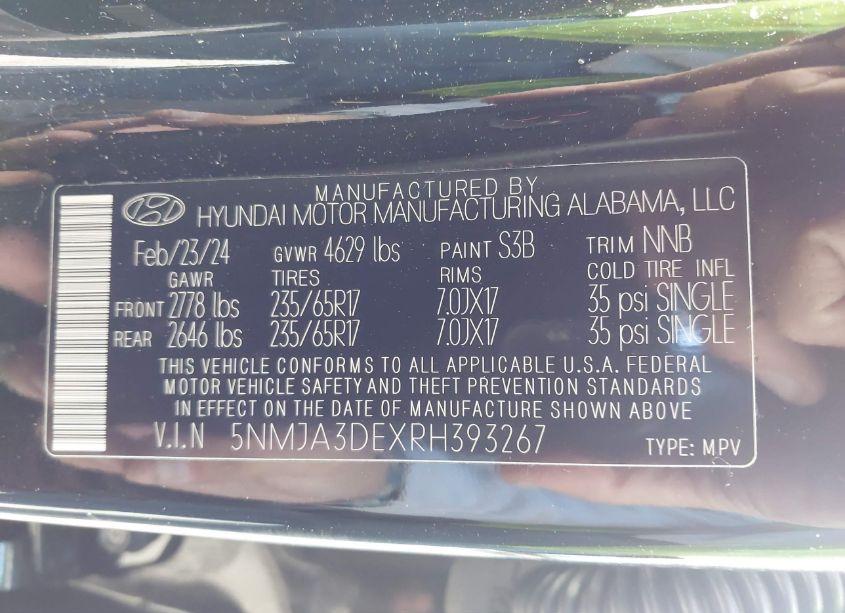 MANUFACTURED BY
HYUNDAI MOTOR MANUFACTURING ALABAMA, LLC
Feb/23/24 GVWR 4629 lbs PAINT S3B TRIM NNB
GAWR TIRES RIMS COLD TIRE INFL
FRONT 2778 lbs 235/65R17 7.0JX17 35 psi SINGLE
REAR 2646 lbs 235/65R17 7.0JX17 35 psi SINGLE
THIS VEHICLE CONFORMS TO ALL APPLICABLE U.S.A. FEDERAL
MOTOR VEHICLE SAFETY AND THEFT PREVENTION STANDARDS
IN EFFECT ON THE DATE OF MANUFACTURE SHOWN ABOVE
V.I.N 5NMJA3DEXRH393267 TYPE: MPV